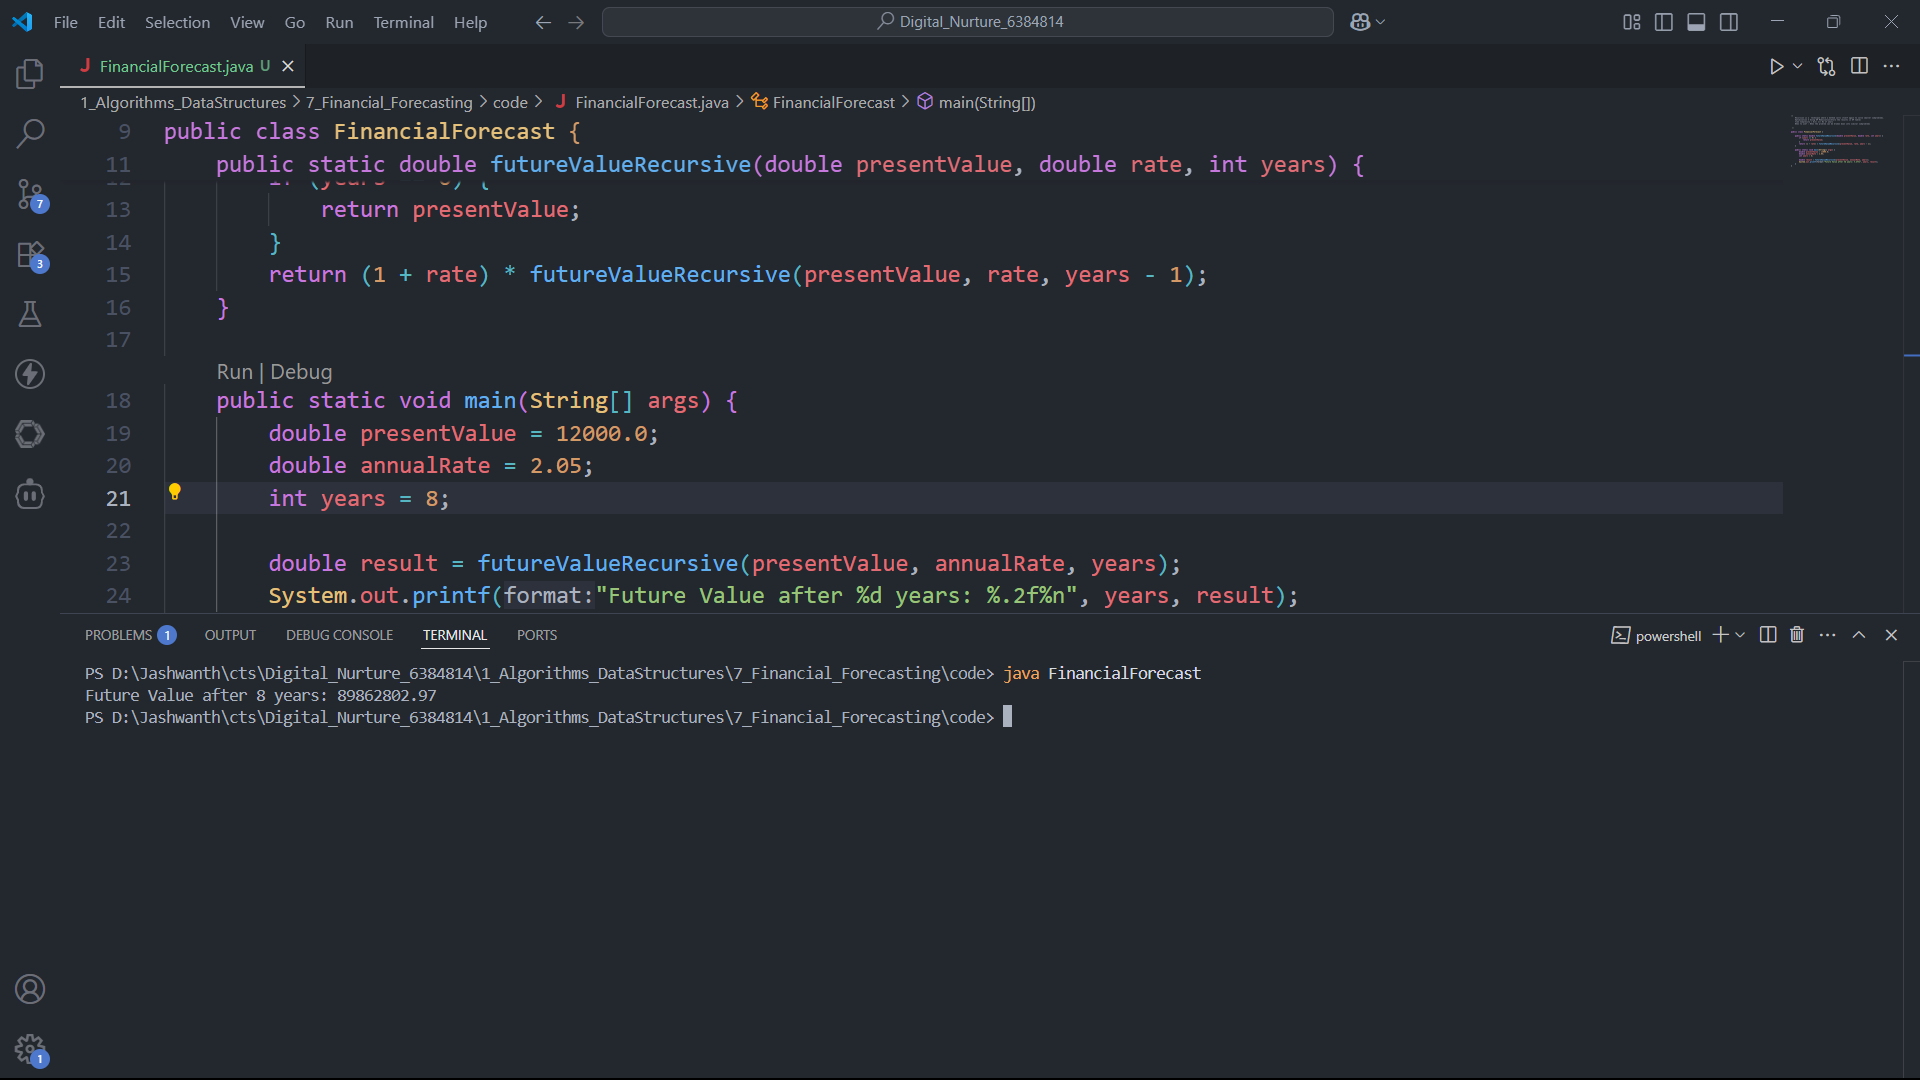 File Edit Selection View Go Run Terminal Help Digital_Nurture_6384814
J FinancialForecast.java U
1_Algorithms_DataStructures > 7_Financial_Forecasting > code > J FinancialForecast.java > FinancialForecast > main(String[])
9 public class FinancialForecast {
11 public static double futureValueRecursive(double presentValue, double rate, int years) {
13 return presentValue;
14 }
15 return (1 + rate) * futureValueRecursive(presentValue, rate, years - 1);
16 }
17
Run | Debug
18 public static void main(String[] args) {
19 double presentValue = 12000.0;
20 double annualRate = 2.05;
21 int years = 8;
22
23 double result = futureValueRecursive(presentValue, annualRate, years);
24 System.out.printf(format:"Future Value after %d years: %.2f%n", years, result);
7
3
1
PROBLEMS 1 OUTPUT DEBUG CONSOLE TERMINAL PORTS powershell
PS D:\Jashwanth\cts\Digital_Nurture_6384814\1_Algorithms_DataStructures\7_Financial_Forecasting\code> java FinancialForecast
Future Value after 8 years: 89862802.97
PS D:\Jashwanth\cts\Digital_Nurture_6384814\1_Algorithms_DataStructures\7_Financial_Forecasting\code>